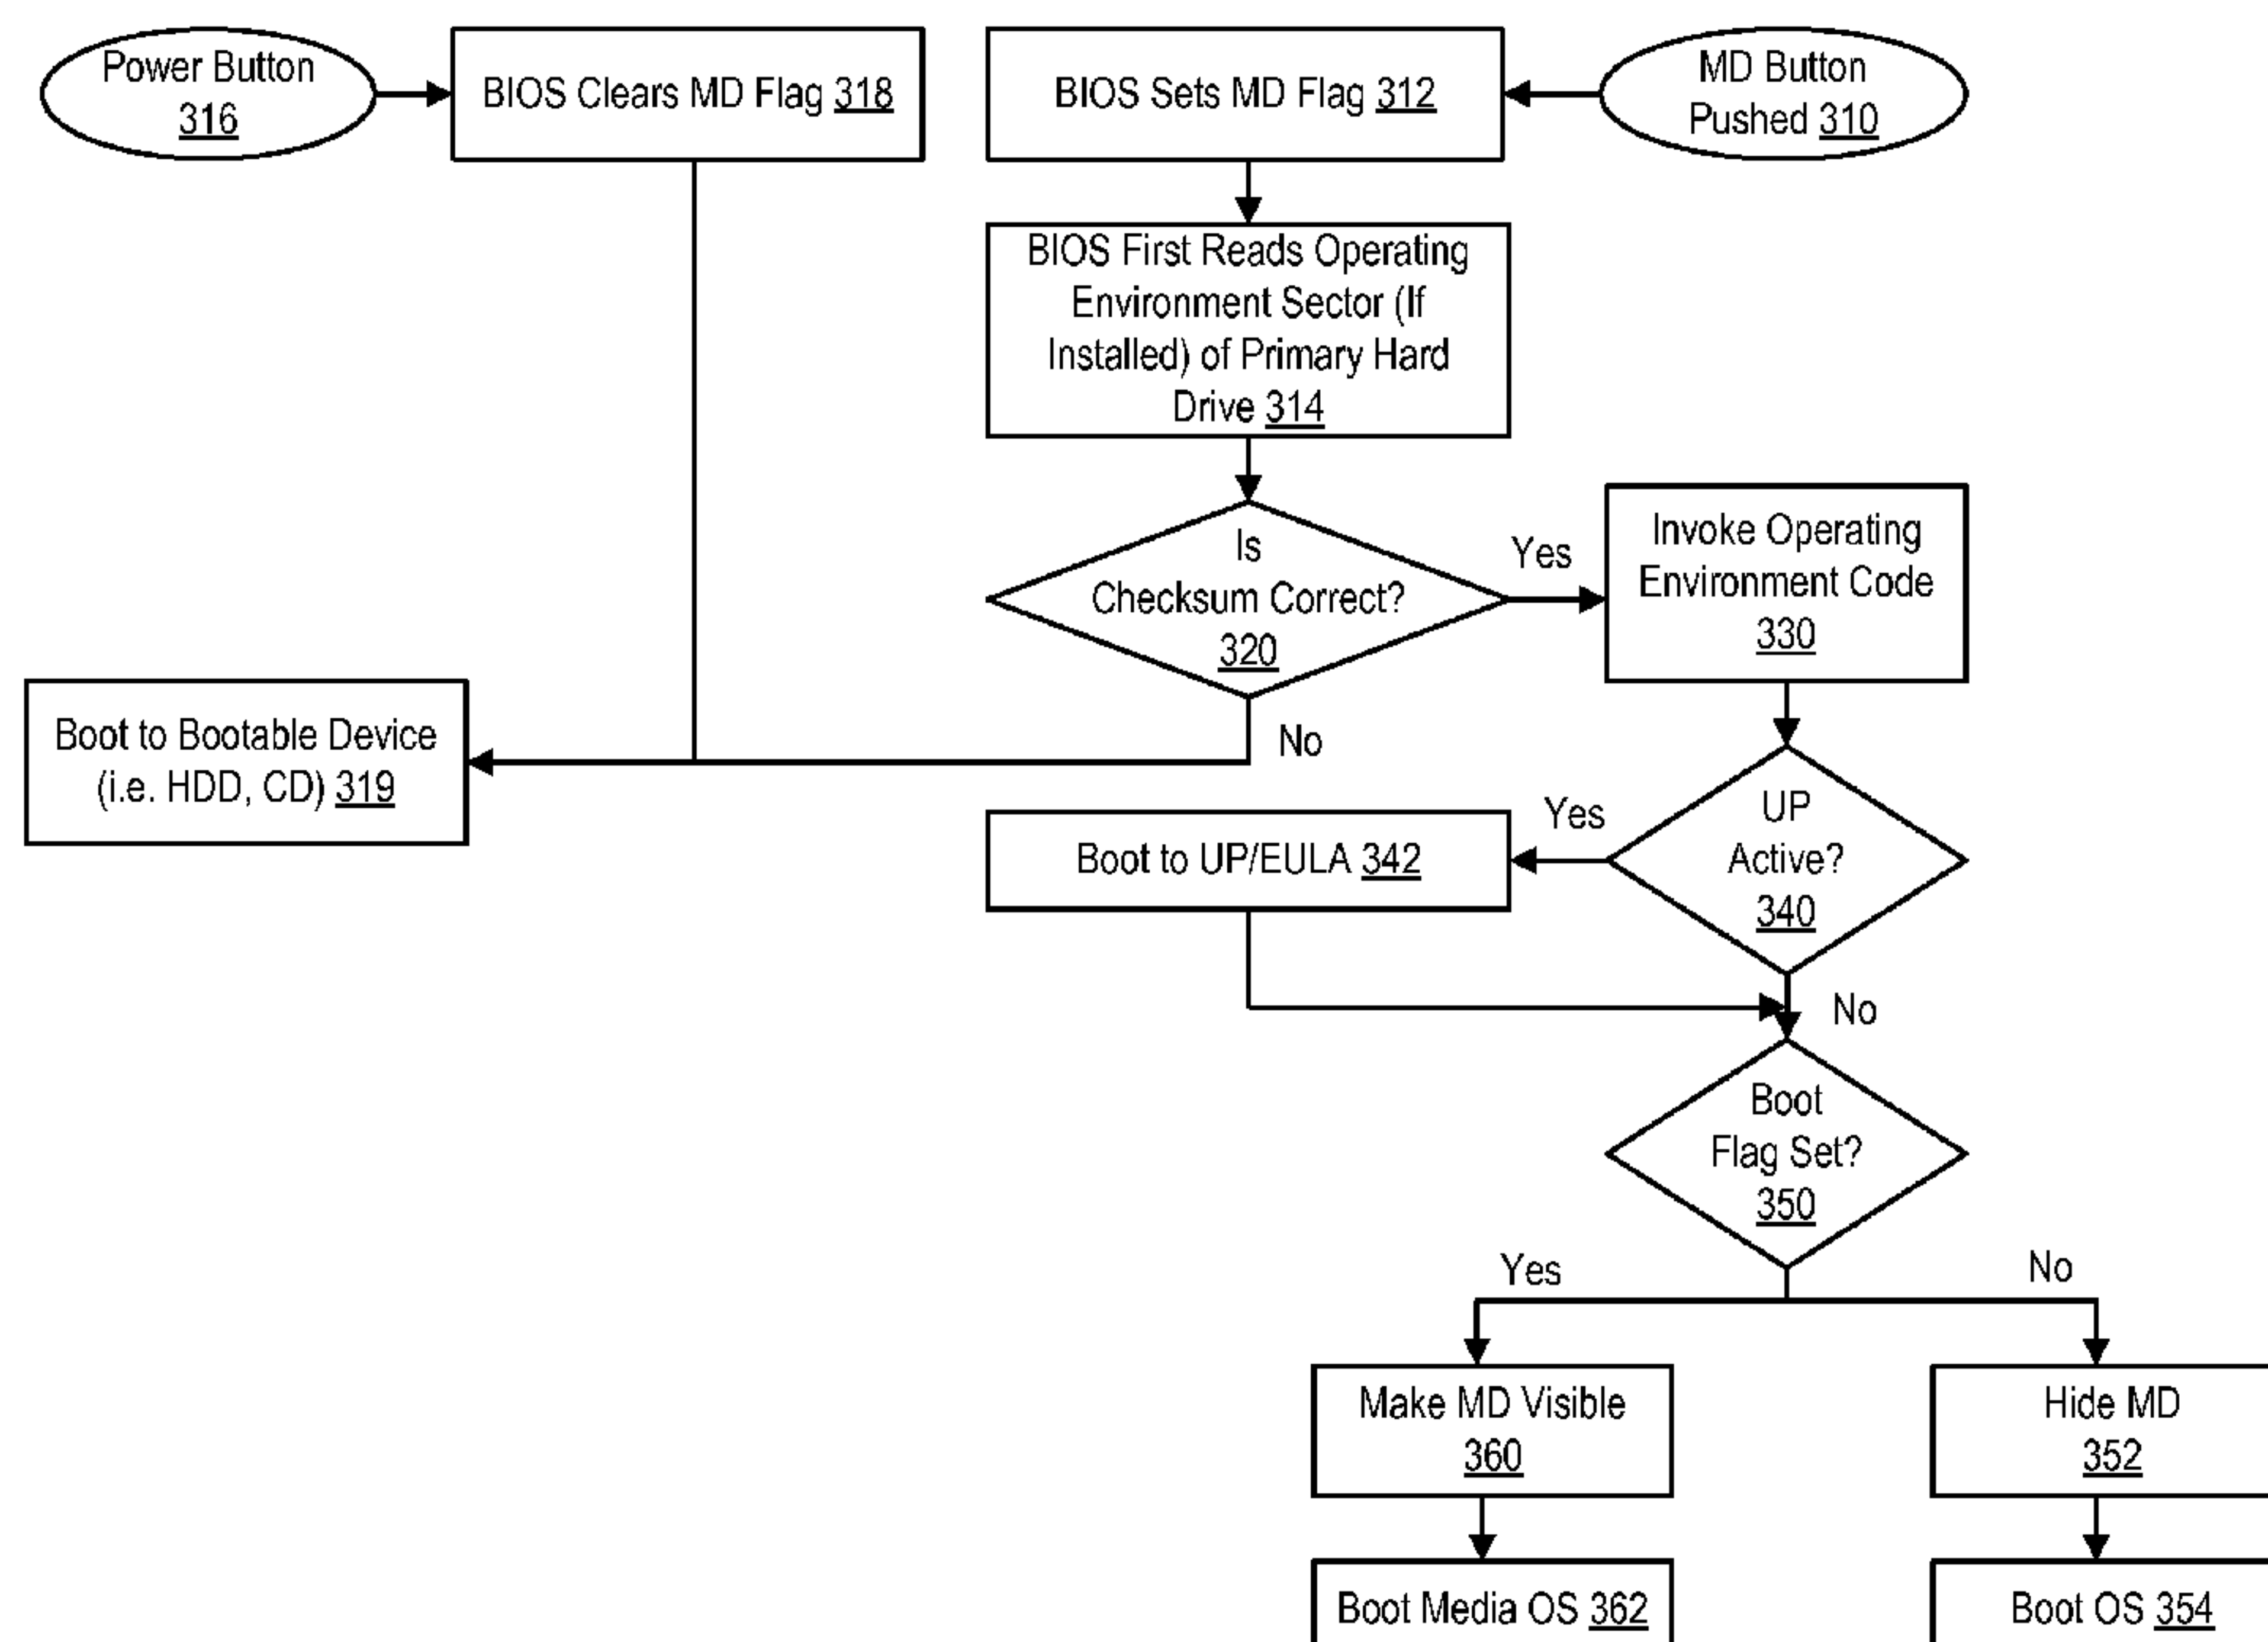 Power Button
316
BIOS Clears MD Flag 318
BIOS Sets MD Flag 312
MD Button
Pushed 310
BIOS First Reads Operating
Environment Sector (If
Installed) of Primary Hard
Drive 314
Is
Checksum Correct?
320
Yes
Invoke Operating
Environment Code
330
No
Boot to Bootable Device
(i.e. HDD, CD) 319
UP
Active?
340
Yes
Boot to UP/EULA 342
No
Boot
Flag Set?
350
Yes
No
Make MD Visible
360
Hide MD
352
Boot Media OS 362
Boot OS 354